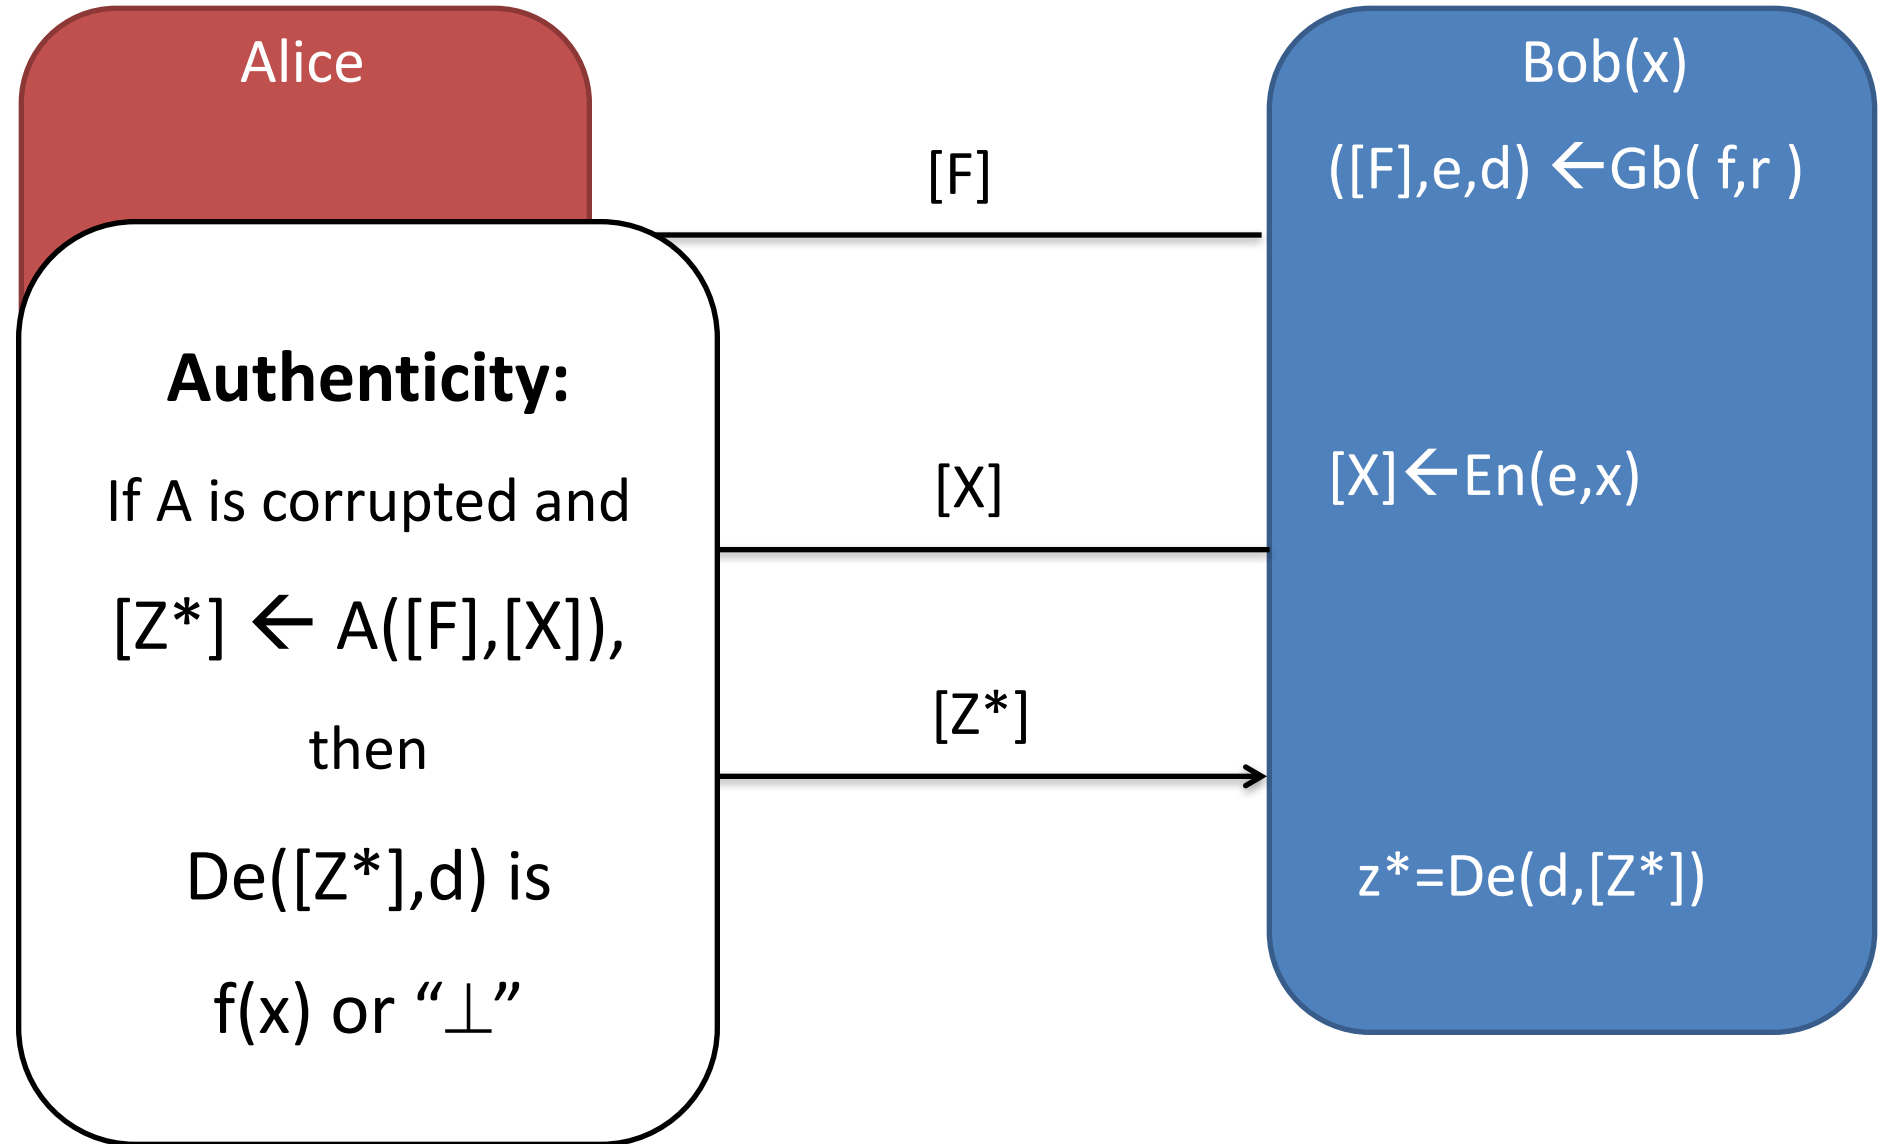 Alice
Authenticity:
If A is corrupted and
[Z*] ← A([F],[X]),
then
De([Z*],d) is
f(x) or “⊥”
[F]
[X]
[Z*]
Bob(x)
([F],e,d) ←Gb( f,r )
[X]←En(e,x)
z*=De(d,[Z*])